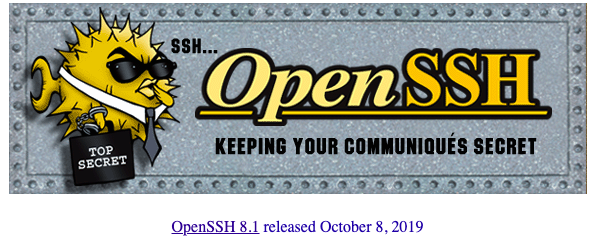 SSH...
OpenSSH
KEEPING YOUR COMMUNIQUÉS SECRET
TOP
SECRET
OpenSSH 8.1 released October 8, 2019